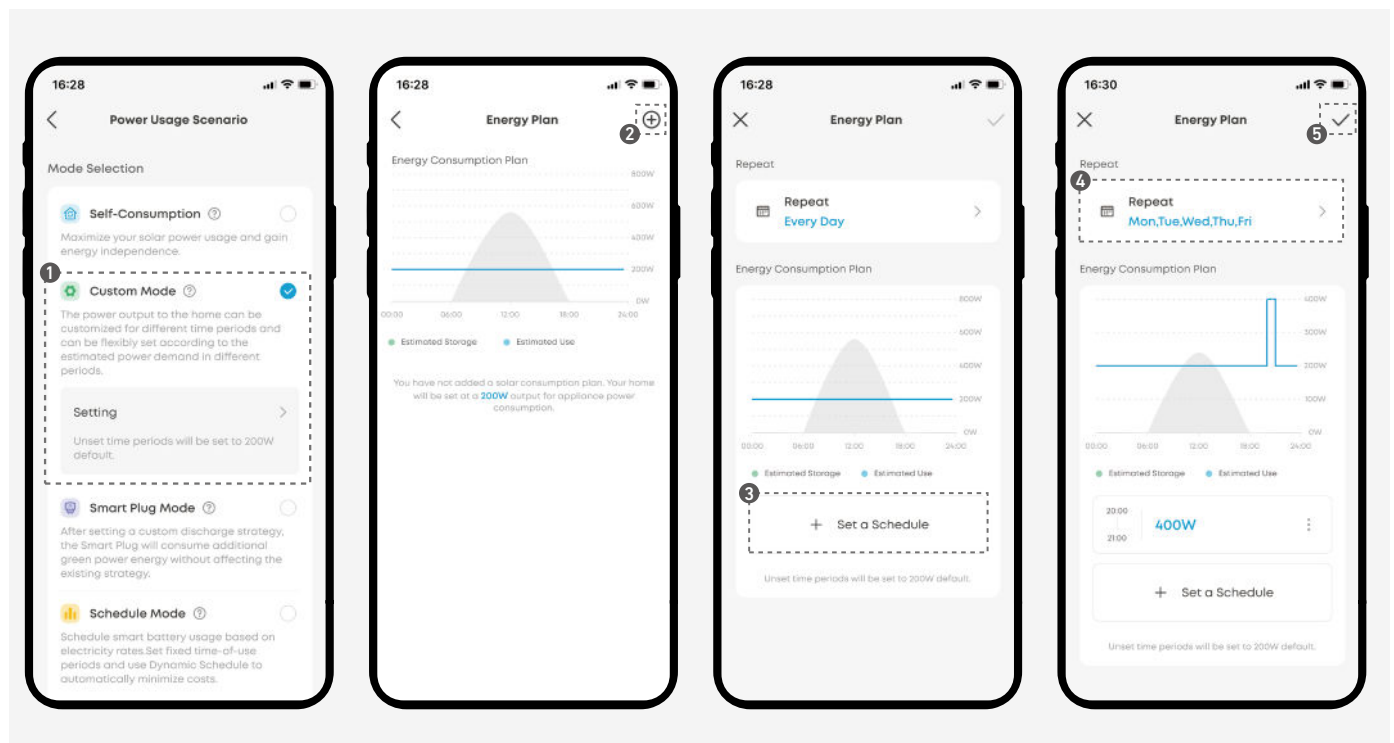 16:28
Power Usage Scenario
Mode Selection
Self-Consumption
Maximize your solar power usage and gain
energy independence.
1
Custom Mode
The power output to the home can be
customized for different time periods and
can be flexibly set according to the
estimated power demand in different
periods.
Setting
Unset time periods will be set to 200W
default.
Smart Plug Mode
After setting a custom discharge strategy,
the Smart Plug will consume additional
green power energy without affecting the
existing strategy.
Schedule Mode
Schedule smart battery usage based on
electricity rates.Set fixed time-of-use
periods and use Dynamic Schedule to
automatically minimize costs.
16:28
Energy Plan
2
Energy Consumption Plan
800W
600W
400W
200W
0W
00:00 06:00 12:00 18:00 24:00
Estimated Storage Estimated Use
You have not added a solar consumption plan. Your home
will be set at a 200W output for appliance power
consumption.
16:28
Energy Plan
Repeat
Repeat
Every Day
Energy Consumption Plan
800W
600W
400W
200W
0W
00:00 06:00 12:00 18:00 24:00
Estimated Storage Estimated Use
3
+ Set a Schedule
Unset time periods will be set to 200W default.
16:30
Energy Plan
5
Repeat
4
Repeat
Mon,Tue,Wed,Thu,Fri
Energy Consumption Plan
400W
300W
200W
100W
0W
00:00 06:00 12:00 18:00 24:00
Estimated Storage Estimated Use
20:00
400W
21:00
+ Set a Schedule
Unset time periods will be set to 200W default.